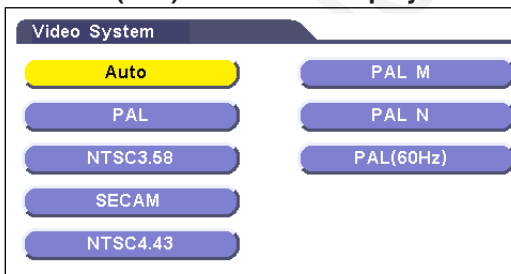 Video System
Auto
PAL
NTSC3.58
SECAM
NTSC4.43
PAL M
PAL N
PAL(60Hz)